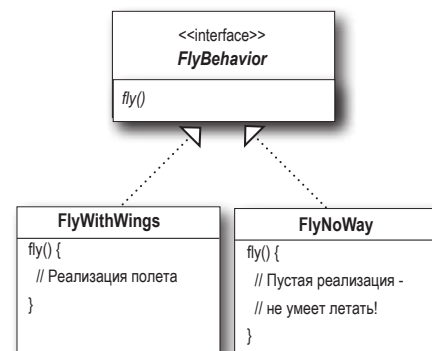 <<interface>>
FlyBehavior
fly()
FlyWithWings
fly() {
// Реализация полета
}
FlyNoWay
fly() {
// Пустая реализация -
// не умеет летать!
}